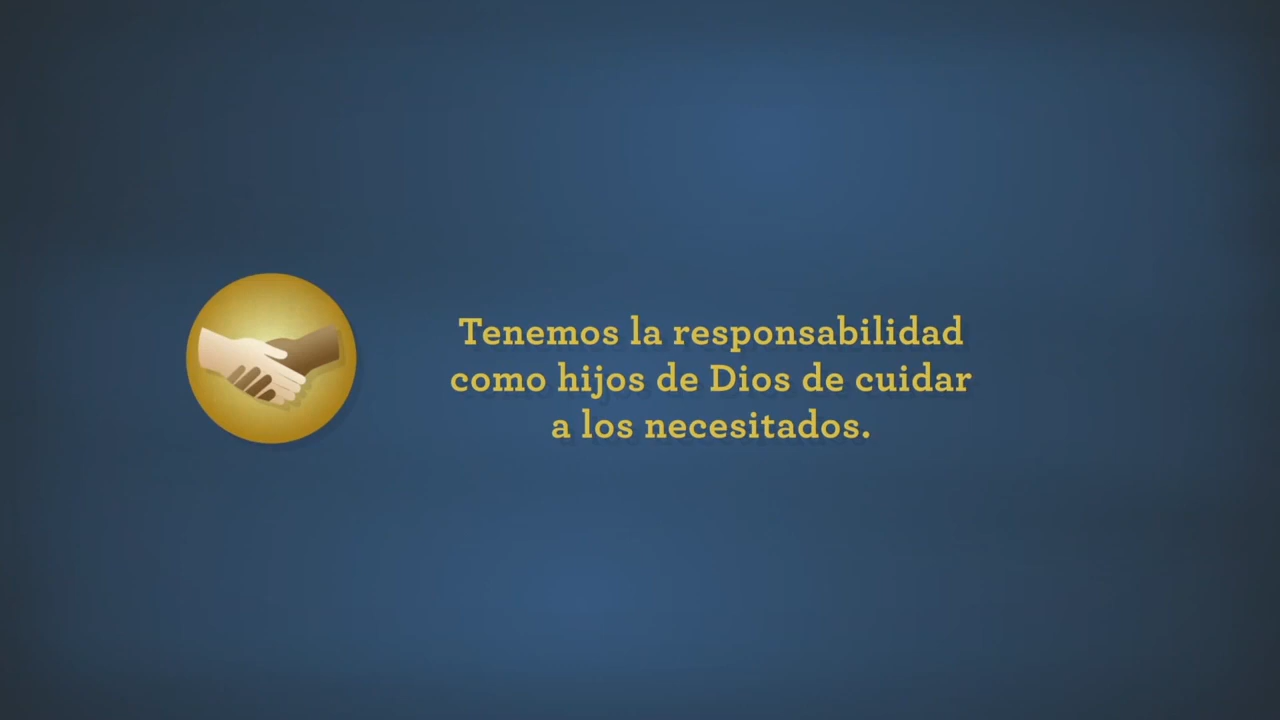 Tenemos la responsabilidad
como hijos de Dios de cuidar
a los necesitados.